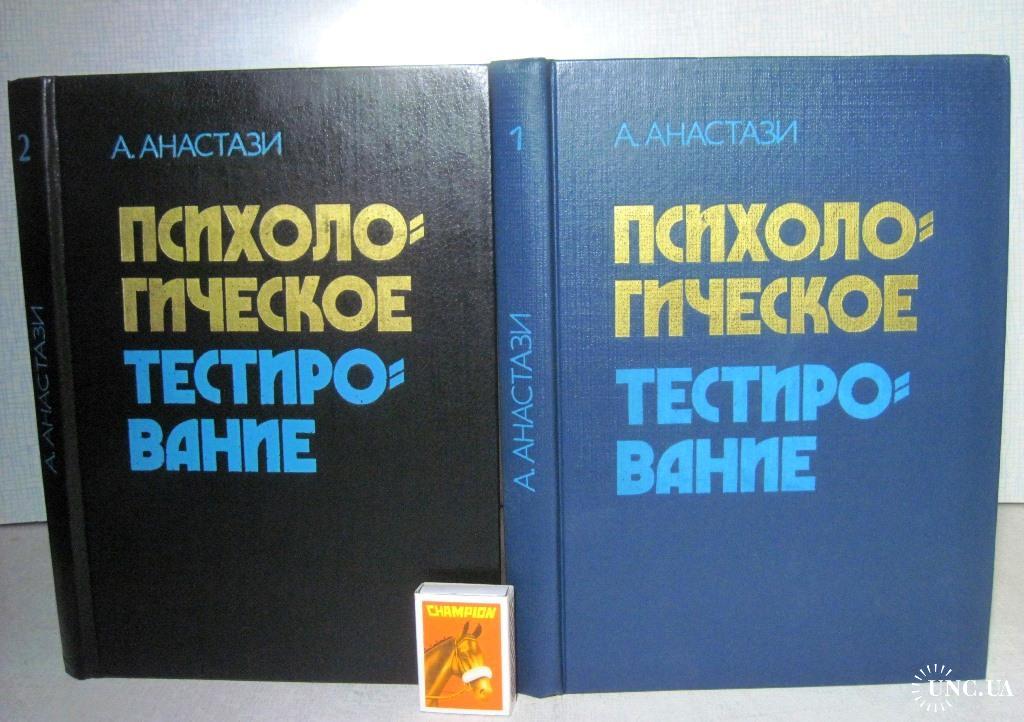 2
А. АНАСТАЗИ
А. АНАСТАЗИ
ПСИХОЛО=
ГИЧЕСКОЕ
ТЕСТИРО=
ВАНИЕ
1
А. АНАСТАЗИ
А. АНАСТАЗИ
ПСИХОЛО=
ГИЧЕСКОЕ
ТЕСТИРО=
ВАНИЕ
CHAMPION
UNC.UA